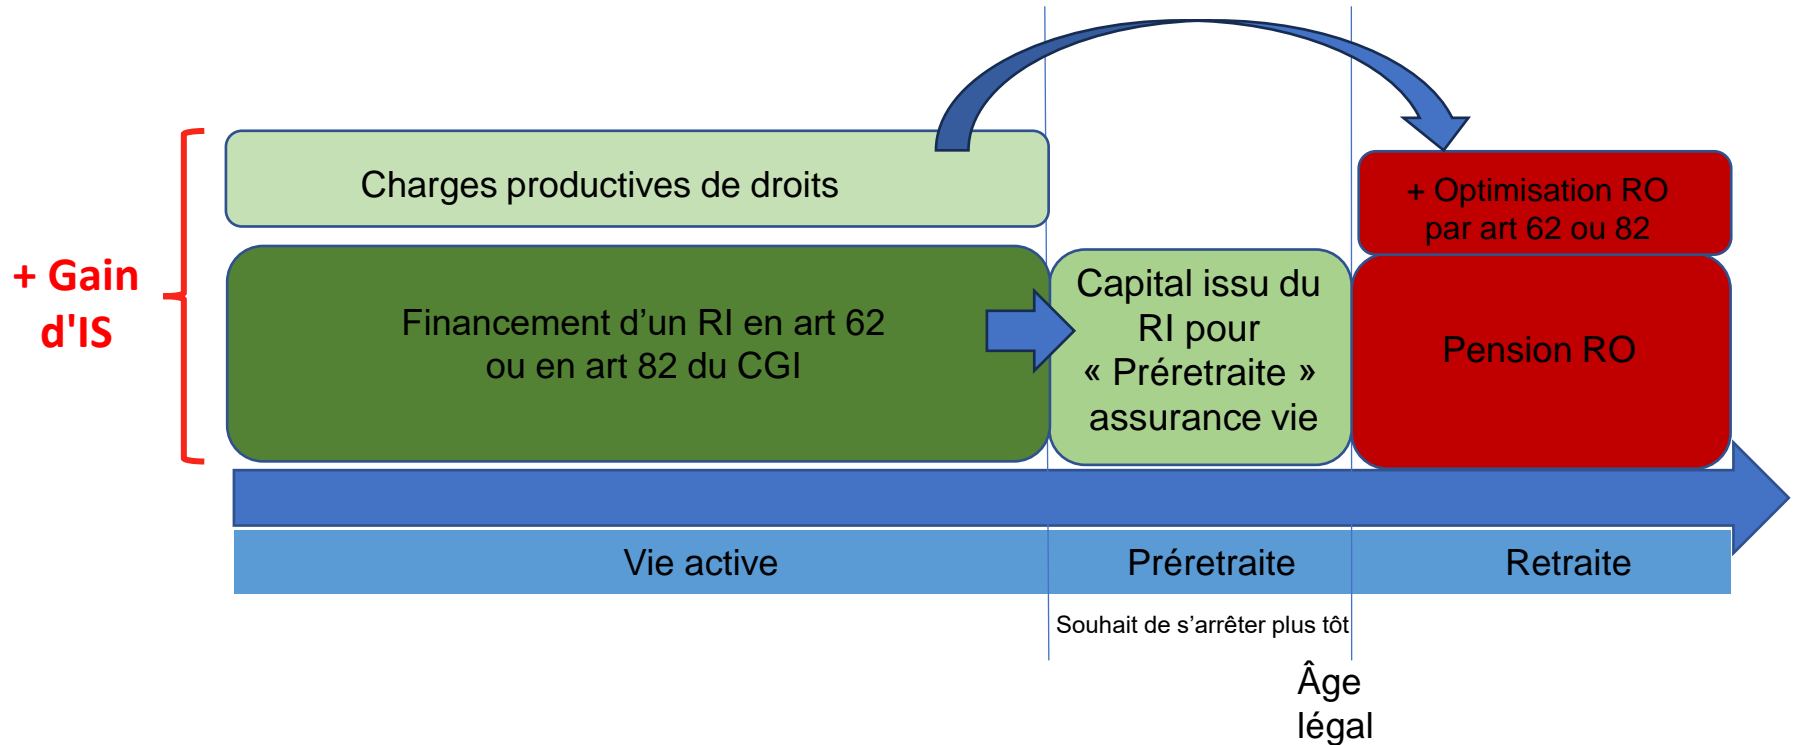 Charges productives de droits
+ Optimisation RO
par art 62 ou 82
+ Gain
d'IS
Financement d’un RI en art 62
ou en art 82 du CGI
Capital issu du
RI pour
« Préretraite »
assurance vie
Pension RO
Vie active
Préretraite
Retraite
Souhait de s’arrêter plus tôt
Âge
légal